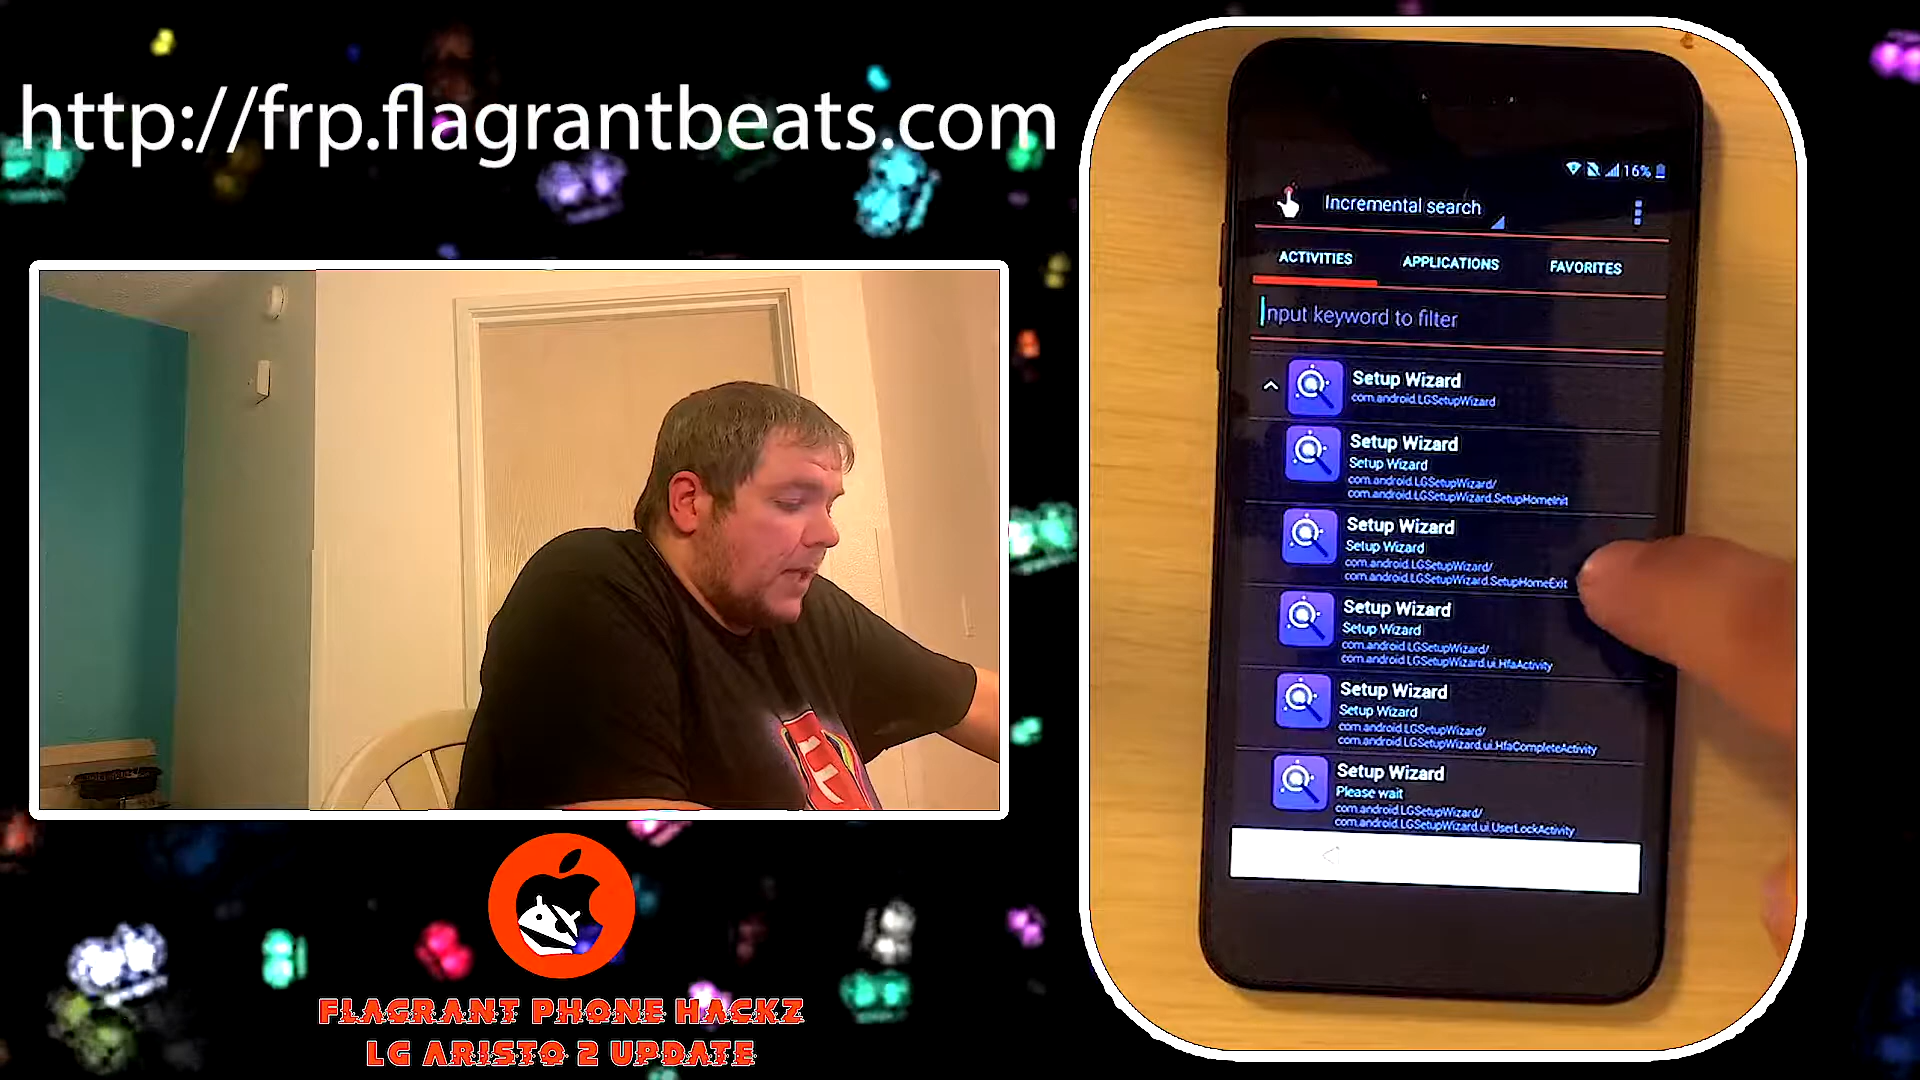 http://frp.flagrantbeats.com
FLAGRANT PHONE HACKZ
LG ARISTO 2 UPDATE
16%
Incremental search
ACTIVITIES APPLICATIONS FAVORITES
Input keyword to filter
Setup Wizard
com.android.LGSetupWizard
Setup Wizard
Setup Wizard
com.android.LGSetupWizard/
com.android.LGSetupWizard.SetupHomeInit
Setup Wizard
Setup Wizard
com.android.LGSetupWizard/
com.android.LGSetupWizard.SetupHomeExit
Setup Wizard
Setup Wizard
com.android.LGSetupWizard/
com.android.LGSetupWizard.ui.HfaActivity
Setup Wizard
Setup Wizard
com.android.LGSetupWizard/
com.android.LGSetupWizard.ui.HfaCompleteActivity
Setup Wizard
Please wait
com.android.LGSetupWizard/
com.android.LGSetupWizard.ui.UserLockActivity